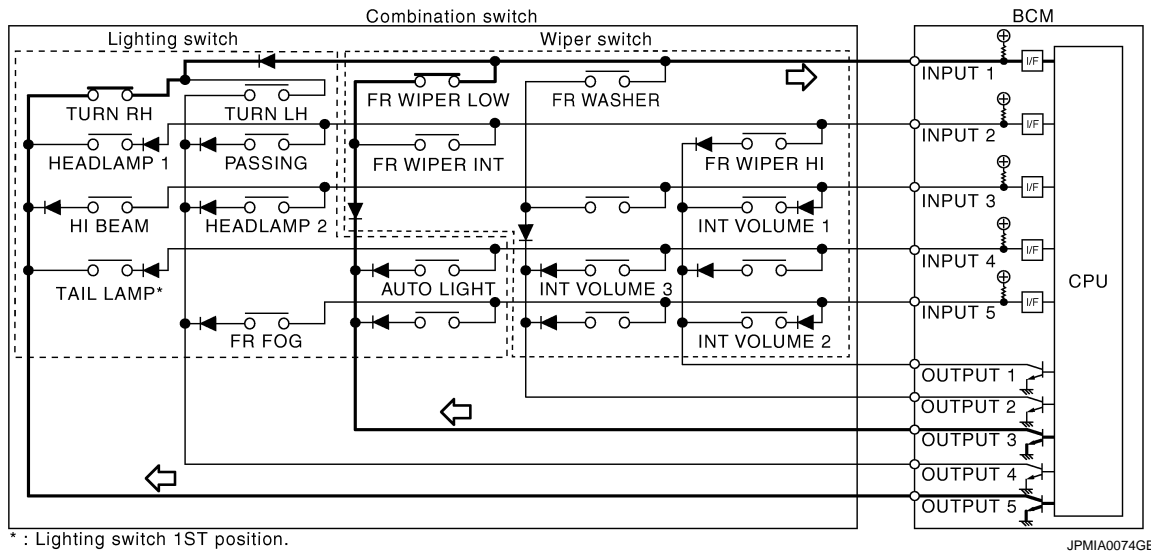 Combination switch
BCM
Lighting switch
Wiper switch
INPUT 1
I/F
TURN RH
TURN LH
FR WIPER LOW
FR WASHER
INPUT 2
I/F
HEADLAMP 1
PASSING
FR WIPER INT
FR WIPER HI
INPUT 3
I/F
HI BEAM
HEADLAMP 2
INT VOLUME 1
INPUT 4
I/F
TAIL LAMP*
AUTO LIGHT
INT VOLUME 3
CPU
INPUT 5
I/F
FR FOG
INT VOLUME 2
OUTPUT 1
OUTPUT 2
OUTPUT 3
OUTPUT 4
OUTPUT 5
* : Lighting switch 1ST position.
JPMIA0074GB